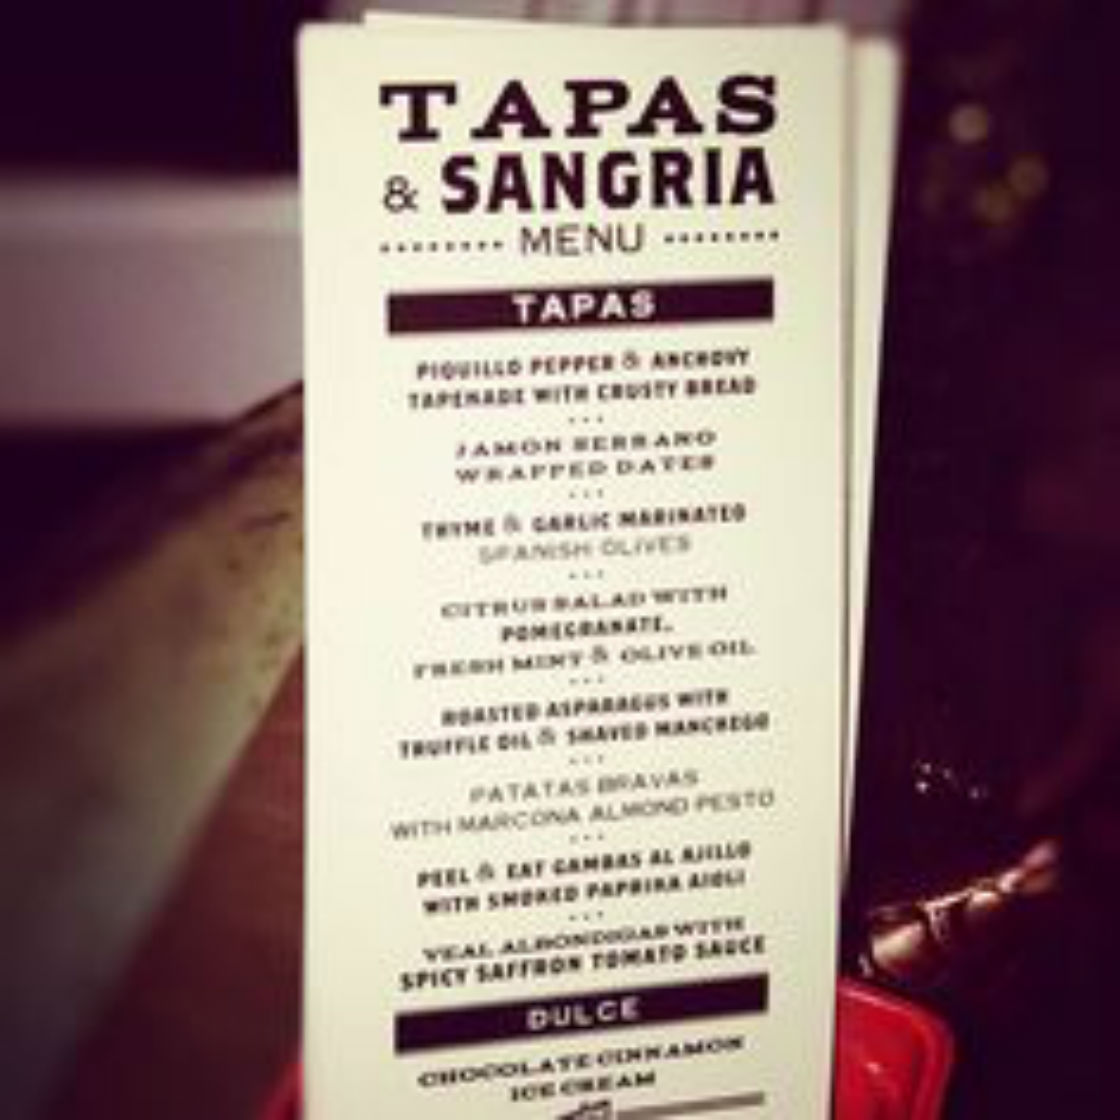 TAPAS
& SANGRIA
MENU
TAPAS
PIQUILLO PEPPER & ANCHOVY
TAPENADE WITH CRUSTY BREAD
JAMON SERRANO
WRAPPED DATES
THYME & GARLIC MARINATED
SPANISH OLIVES
CITRUS SALAD WITH
POMEGRANATE,
FRESH MINT & OLIVE OIL
ROASTED ASPARAGUS WITH
TRUFFLE OIL & SHAVED MANCHEGO
PATATAS BRAVAS
WITH MARCONA ALMOND PESTO
PEEL & EAT GAMBAS AL AJILLO
WITH SMOKED PAPRIKA AIOLI
VEAL ALBONDIGAS WITH
SPICY SAFFRON TOMATO SAUCE
DULCE
CHOCOLATE CINNAMON
ICE CREAM